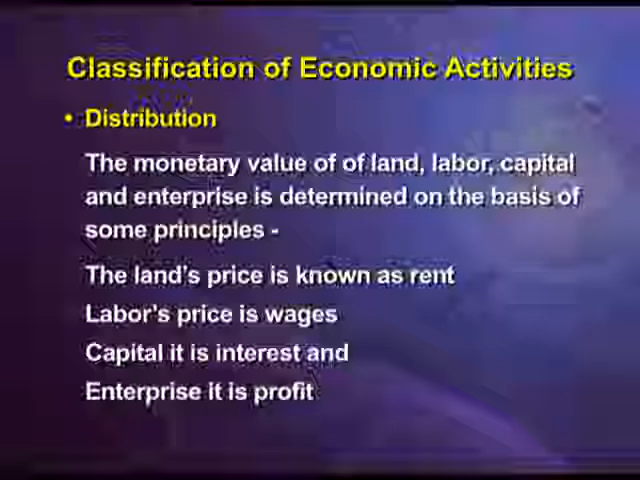 Classification of Economic Activities
• Distribution
The monetary value of of land, labor, capital
and enterprise is determined on the basis of
some principles -
The land's price is known as rent
Labor's price is wages
Capital it is interest and
Enterprise it is profit